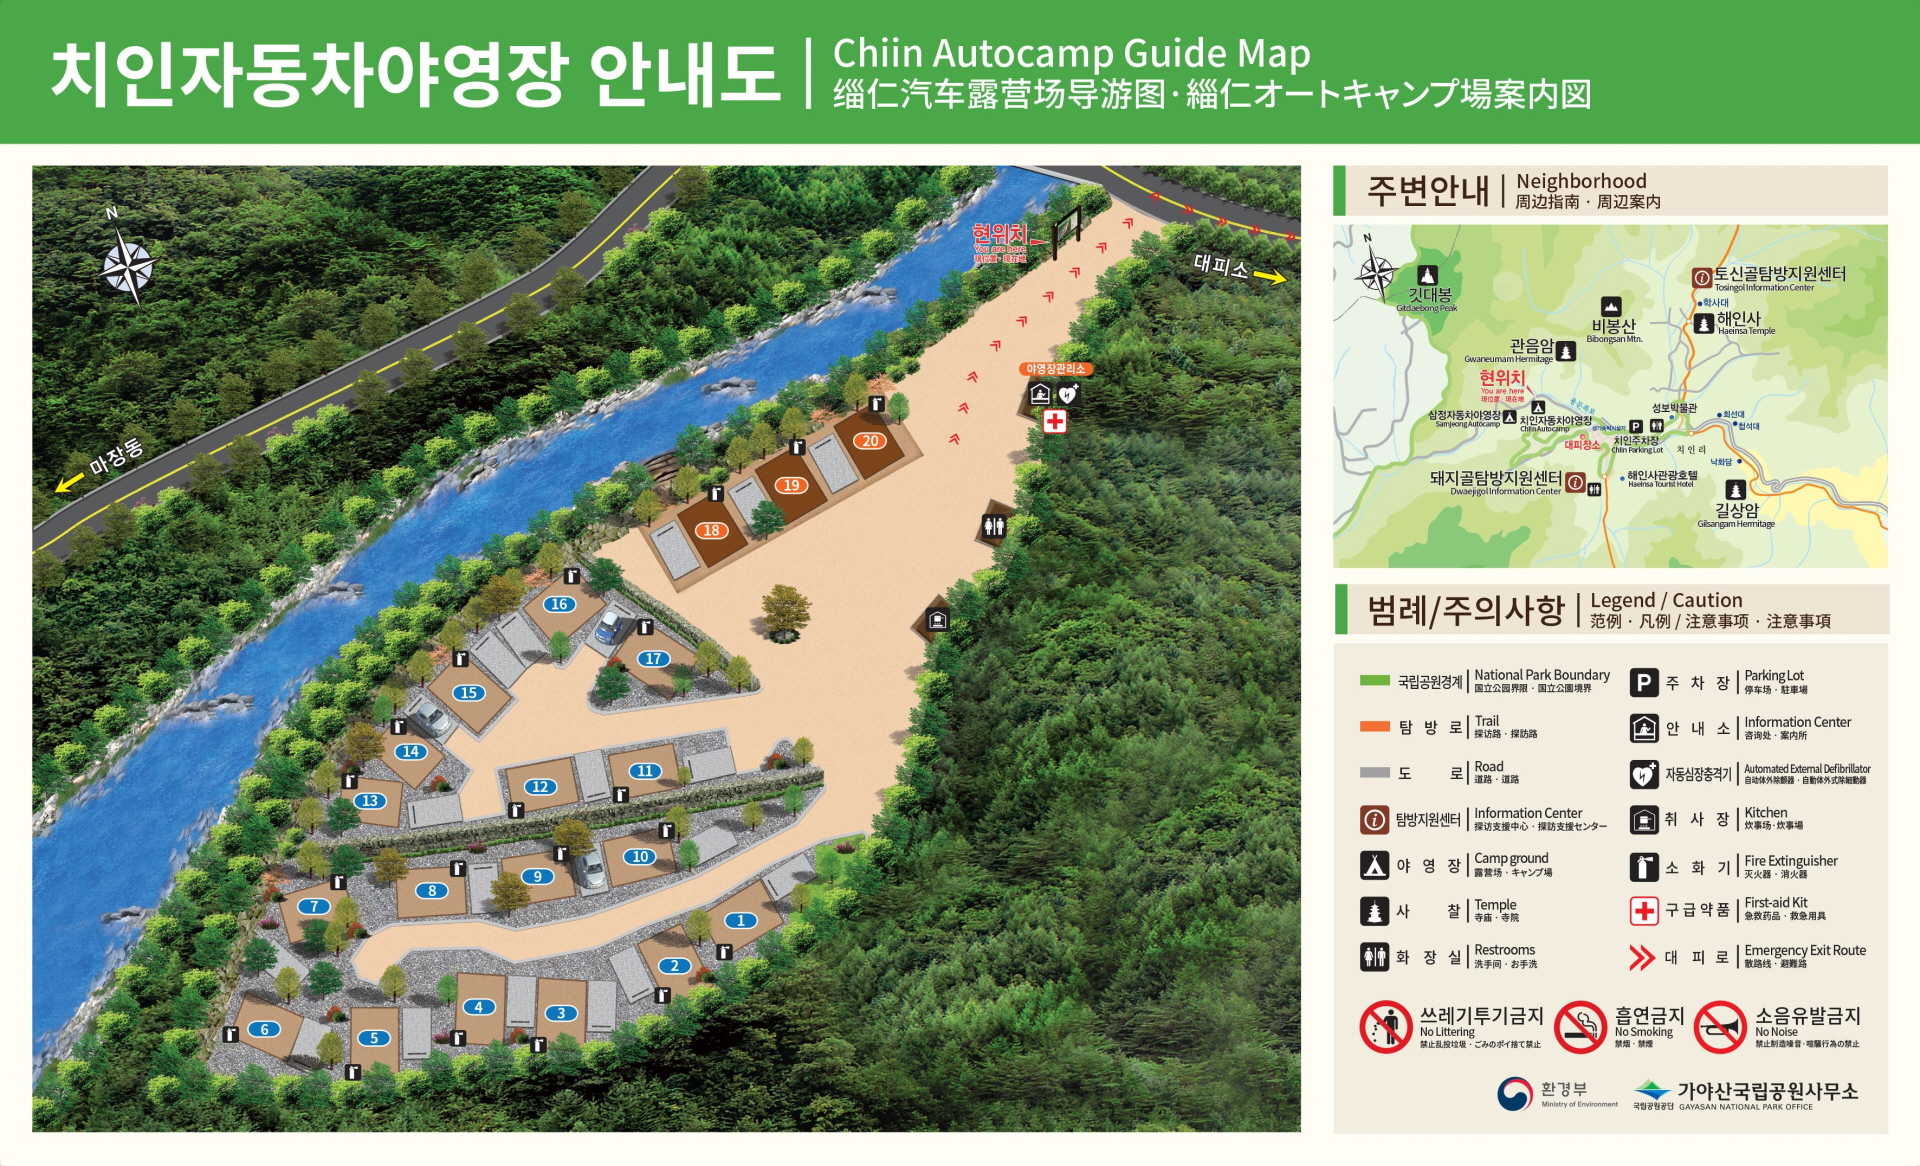 치인자동차야영장 안내도
Chiin Autocamp Guide Map
缁仁汽车露营场导游图·緇仁オートキャンプ場案内図
N
현위치
You are here
现位置·現在地
대피소
마장동
야영장관리소
20
19
18
16
17
15
14
13
12
11
10
9
8
7
1
2
3
4
5
6
주변안내
Neighborhood
周边指南 · 周辺案内
N
깃대봉
Gitdaebong Peak
토신골탐방지원센터
Tosingol Information Center
학사대
해인사
Haeinsa Temple
비봉산
Bibongsan Mtn.
관음암
Gwaneumam Hermitage
현위치
You are here
现位置·現在地
삼정자동차야영장
Samjeong Autocamp
치인자동차야영장
Chiin Autocamp
성보박물관
회선대
첩석대
대피장소
치인주차장
Chiin Parking Lot
치 인 리
낙화담
돼지골탐방지원센터
Dwaejigol Information Center
해인사관광호텔
Haeinsa Tourist Hotel
길상암
Gilsangam Hermitage
범례/주의사항
Legend / Caution
范例 · 凡例 / 注意事项 · 注意事項
국립공원경계
National Park Boundary
国立公园界限 · 国立公園境界
탐 방 로
Trail
探访路 · 探訪路
도 로
Road
道路 · 道路
탐방지원센터
Information Center
探访支援中心 · 探訪支援センター
야 영 장
Camp ground
露营场 · キャンプ場
사 찰
Temple
寺庙 · 寺院
화 장 실
Restrooms
洗手间 · お手洗
P
주 차 장
Parking Lot
停车场 · 駐車場
안 내 소
Information Center
咨询处 · 案内所
자동심장충격기
Automated External Defibrillator
自动体外除颤器 · 自動体外式除細動器
취 사 장
Kitchen
炊事场·炊事場
소 화 기
Fire Extinguisher
灭火器 · 消火器
구급약품
First-aid Kit
急救药品 · 救急用具
대 피 로
Emergency Exit Route
散路线 · 避難路
쓰레기투기금지
No Littering
禁止乱投垃圾 · ごみのポイ捨て禁止
흡연금지
No Smoking
禁烟 · 禁煙
소음유발금지
No Noise
禁止制造噪音·喧騒行為の禁止
환경부
Ministry of Environment
국립공원공단
가야산국립공원사무소
GAYASAN NATIONAL PARK OFFICE